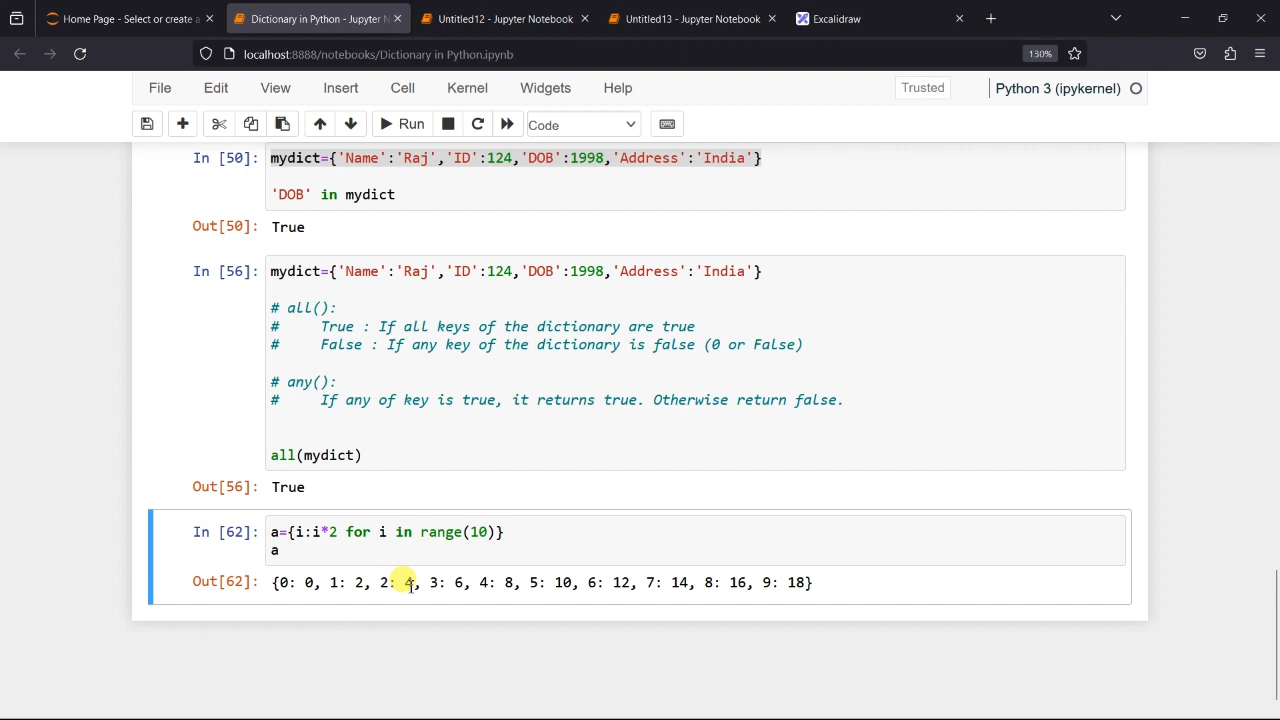 Home Page - Select or create a
Dictionary in Python - Jupyter N
Untitled12 - Jupyter Notebook
Untitled13 - Jupyter Notebook
Excalidraw
localhost:8888/notebooks/Dictionary in Python.ipynb
130%
File Edit View Insert Cell Kernel Widgets Help
Trusted
Python 3 (ipykernel)
Run
Code
In [50]: mydict={'Name':'Raj','ID':124,'DOB':1998,'Address':'India'}
'DOB' in mydict
Out[50]: True
In [56]: mydict={'Name':'Raj','ID':124,'DOB':1998,'Address':'India'}
# all():
#     True : If all keys of the dictionary are true
#     False : If any key of the dictionary is false (0 or False)
# any():
#     If any of key is true, it returns true. Otherwise return false.
all(mydict)
Out[56]: True
In [62]: a={i:i*2 for i in range(10)}
a
Out[62]: {0: 0, 1: 2, 2: 4, 3: 6, 4: 8, 5: 10, 6: 12, 7: 14, 8: 16, 9: 18}